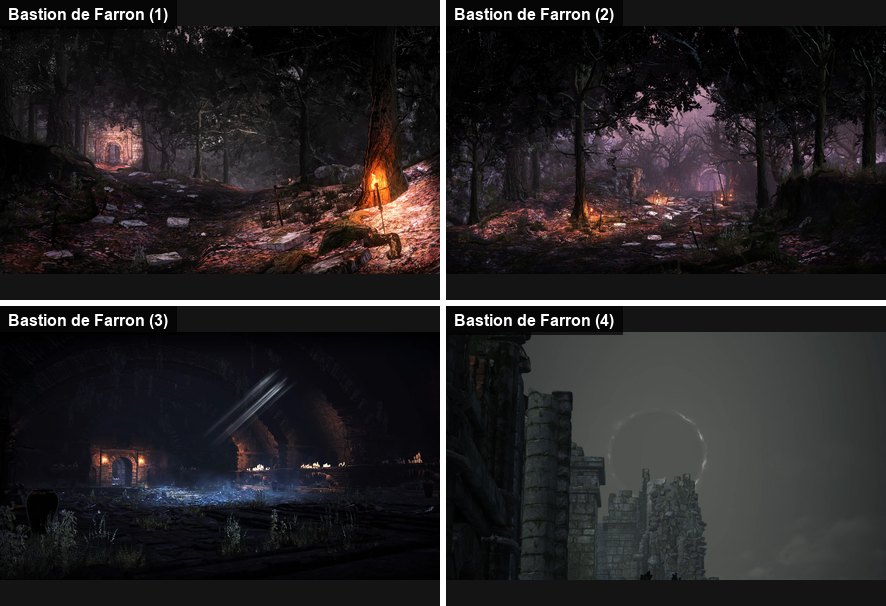 Bastion de Farron (1)
Bastion de Farron (2)
Bastion de Farron (3)
Bastion de Farron (4)